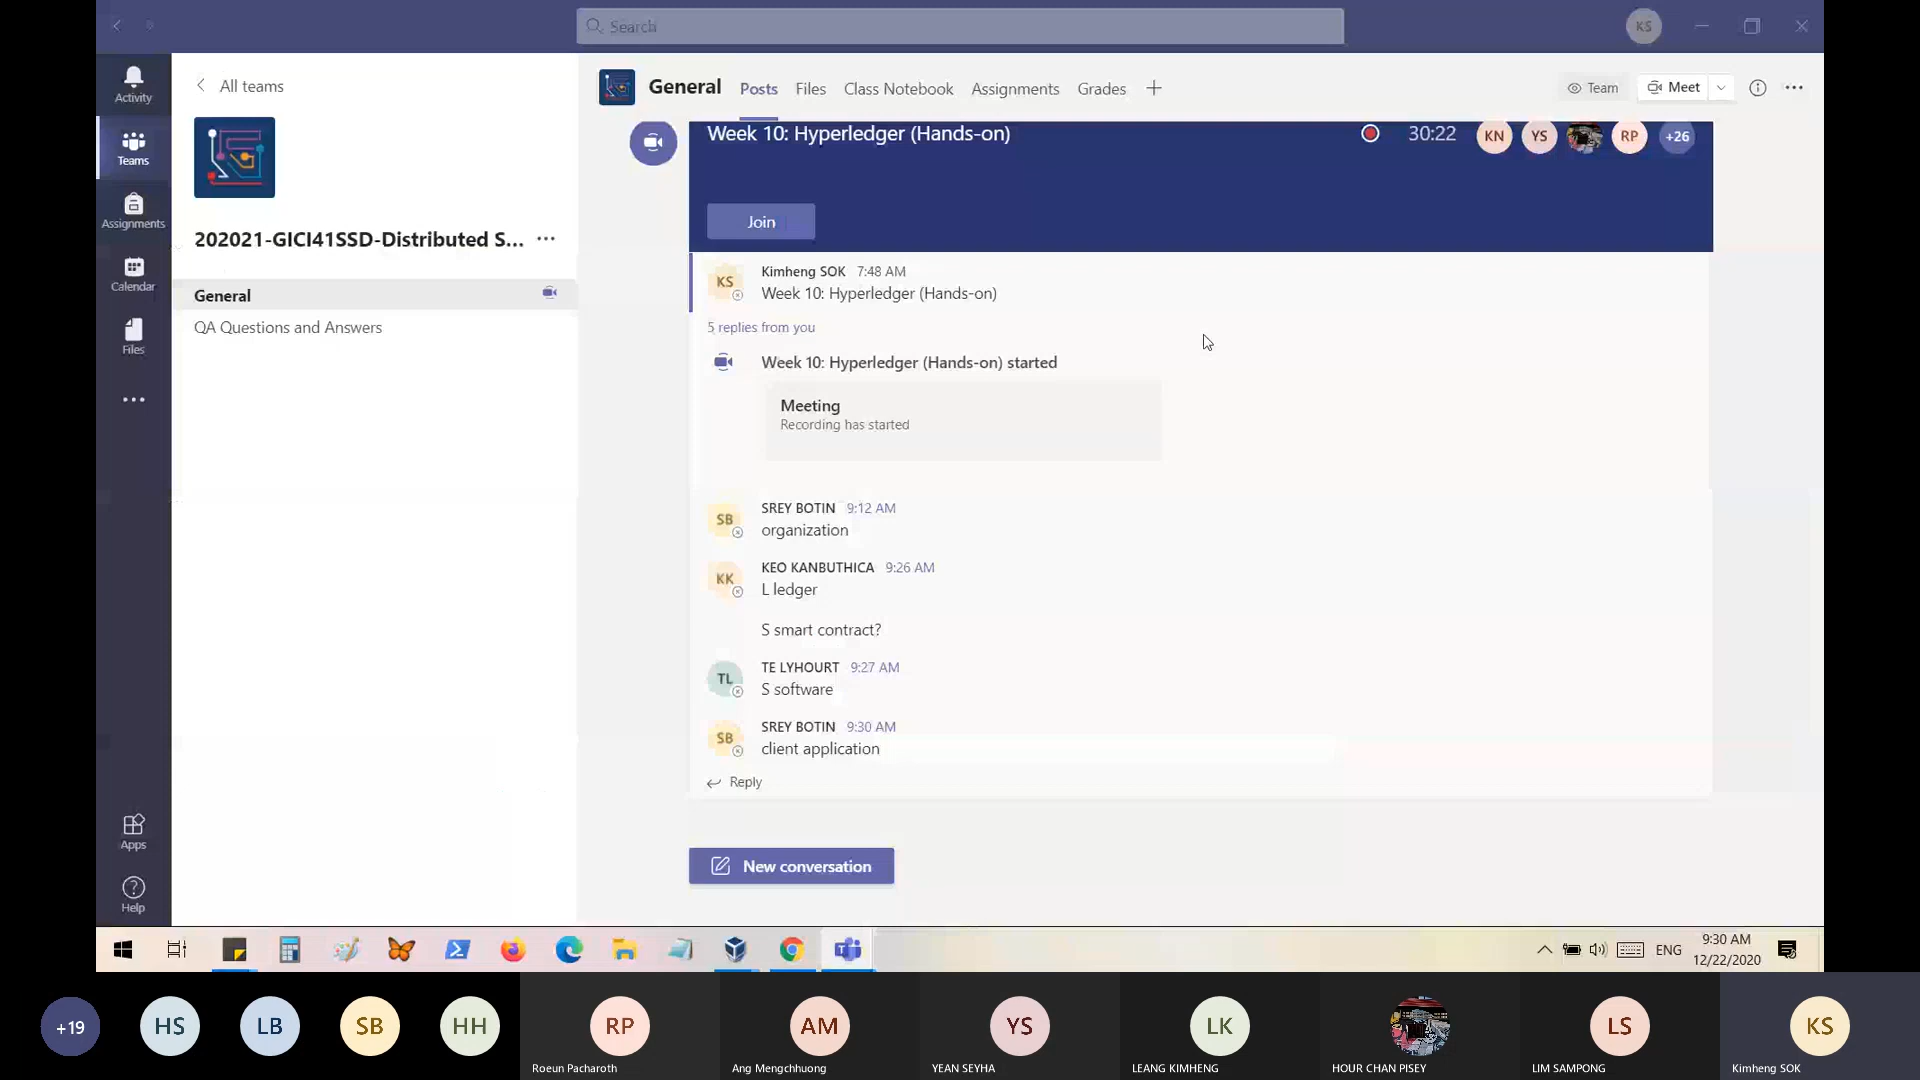 Search
KS
Activity
Teams
Assignments
Calendar
Files
Apps
Help
All teams
202021-GICI41SSD-Distributed S...
General
QA Questions and Answers
General
Posts
Files
Class Notebook
Assignments
Grades
Team
Meet
Week 10: Hyperledger (Hands-on)
30:22
KN
YS
RP
+26
Join
KS
Kimheng SOK 7:48 AM
Week 10: Hyperledger (Hands-on)
5 replies from you
Week 10: Hyperledger (Hands-on) started
Meeting
Recording has started
SB
SREY BOTIN 9:12 AM
organization
KK
KEO KANBUTHICA 9:26 AM
L ledger
S smart contract?
TL
TE LYHOURT 9:27 AM
S software
SB
SREY BOTIN 9:30 AM
client application
Reply
New conversation
ENG
9:30 AM
12/22/2020
+19
HS
LB
SB
HH
RP
Roeun Pacharoth
AM
Ang Mengchhuong
YS
YEAN SEYHA
LK
LEANG KIMHENG
HOUR CHAN PISEY
LS
LIM SAMPONG
KS
Kimheng SOK